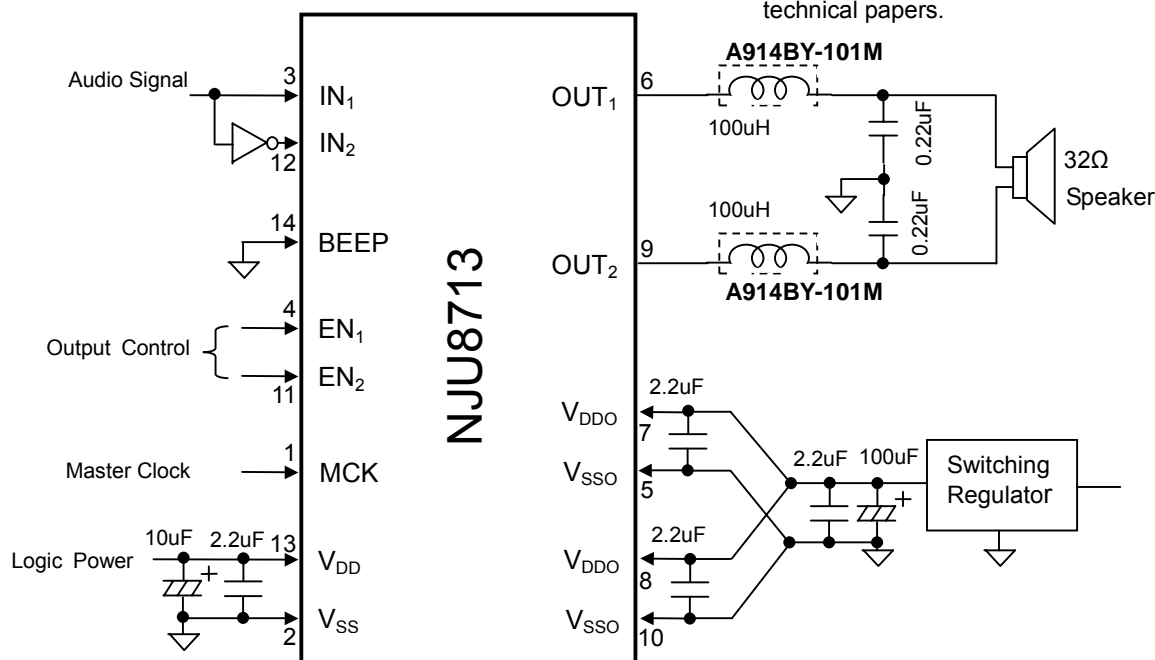 technical papers.
A914BY-101M
Audio Signal
3
IN1
6
OUT1
100uH
0.22uF
12
IN2
32Ω
Speaker
14
BEEP
100uH
0.22uF
9
OUT2
A914BY-101M
NJU8713
4
EN1
Output Control
11
EN2
2.2uF
VDDO
7
1
Master Clock
MCK
VSSO
5
2.2uF
100uF
+
Switching
Regulator
10uF
2.2uF
13
Logic Power
+
VDD
2.2uF
VDDO
8
2
VSS
VSSO
10